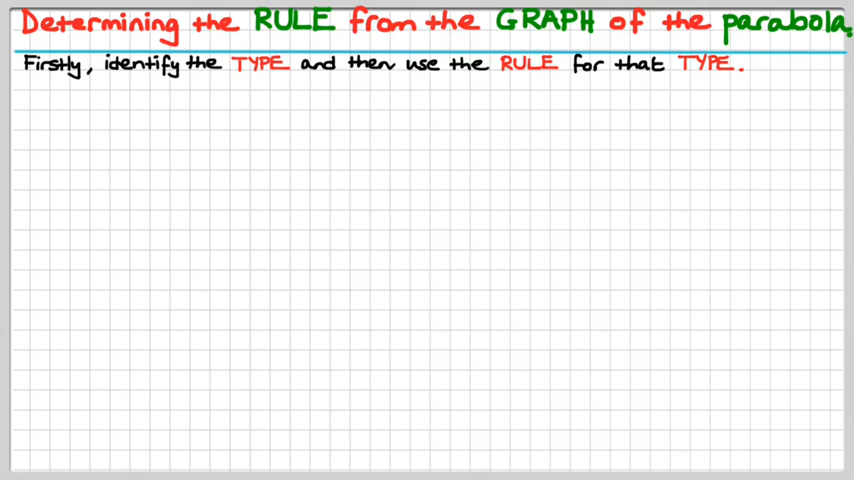 Determining the RULE from the GRAPH of the parabola.
Firstly, identify the TYPE and then use the RULE for that TYPE.